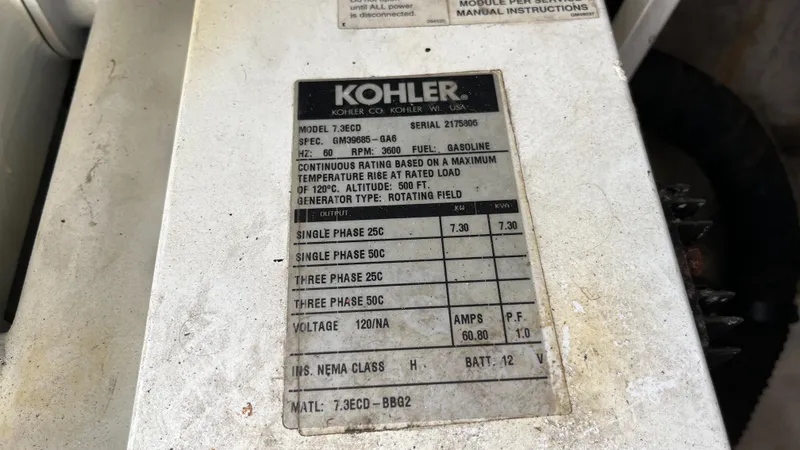 until ALL power
is disconnected.
MODULE PER SERVICE
MANUAL INSTRUCTIONS
KOHLER®
KOHLER CO. KOHLER WI. USA
MODEL 7.3ECD SERIAL 2175806
SPEC. GM39685-GA6
HZ: 60 RPM: 3600 FUEL: GASOLINE
CONTINUOUS RATING BASED ON A MAXIMUM
TEMPERATURE RISE AT RATED LOAD
OF 120°C. ALTITUDE: 500 FT.
GENERATOR TYPE: ROTATING FIELD
OUTPUT KW KVA
SINGLE PHASE 25C 7.30 7.30
SINGLE PHASE 50C
THREE PHASE 25C
THREE PHASE 50C
VOLTAGE 120/NA AMPS P.F.
60.80 1.0
INS. NEMA CLASS H BATT. 12 V
MATL: 7.3ECD-BBG2